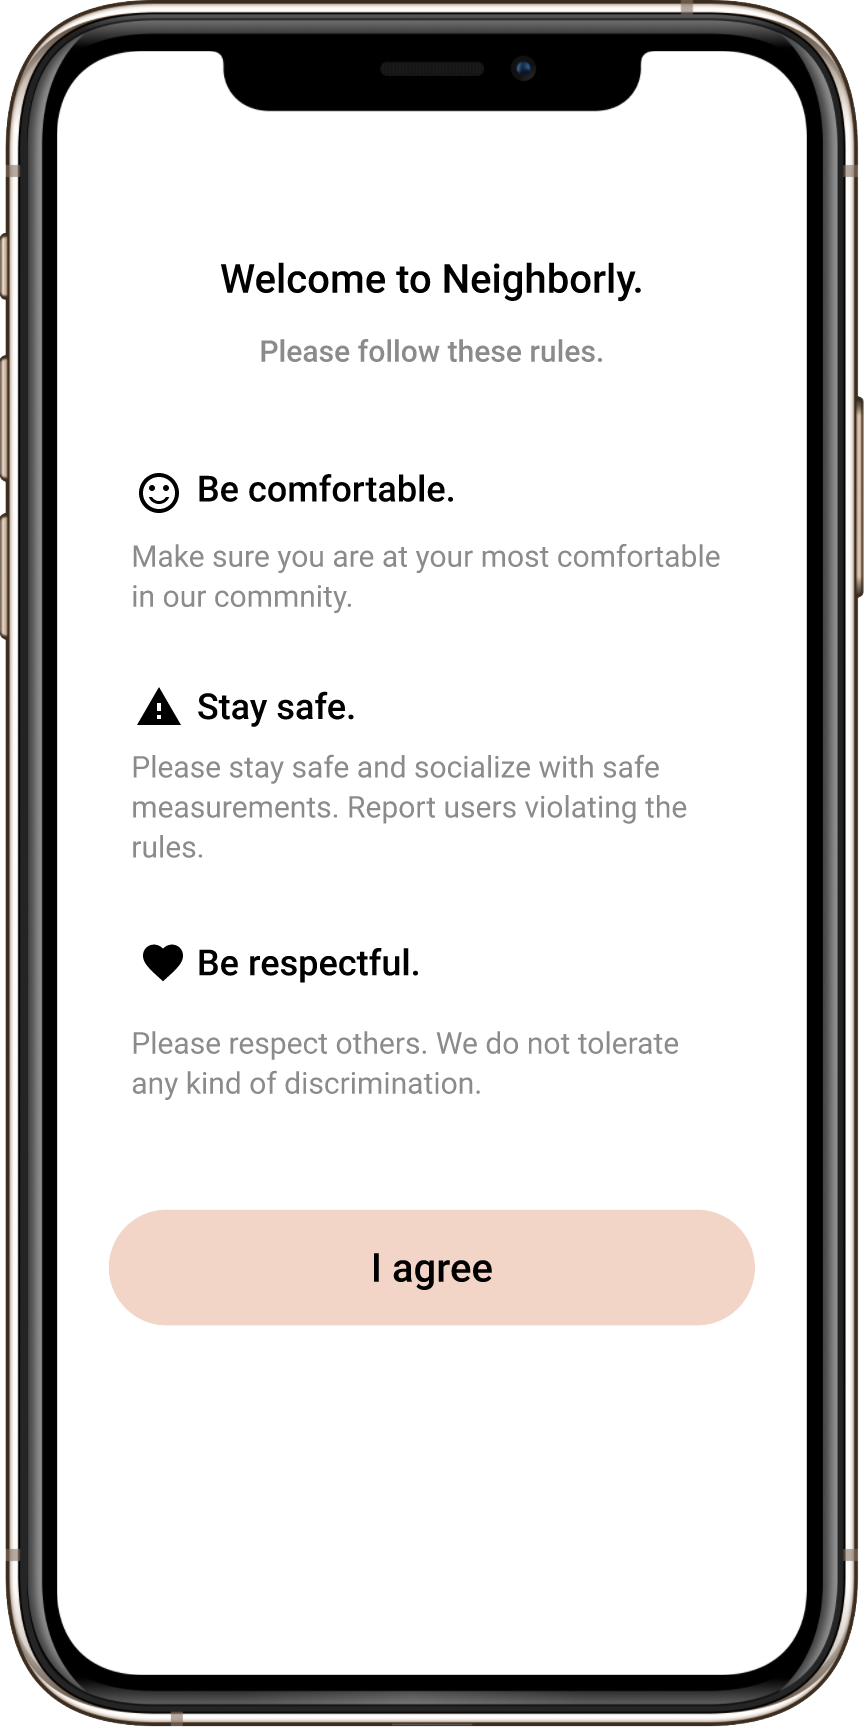 Welcome to Neighborly.
Please follow these rules.
Be comfortable.
Make sure you are at your most comfortable
in our commnity.
Stay safe.
Please stay safe and socialize with safe
measurements. Report users violating the
rules.
Be respectful.
Please respect others. We do not tolerate
any kind of discrimination.
I agree